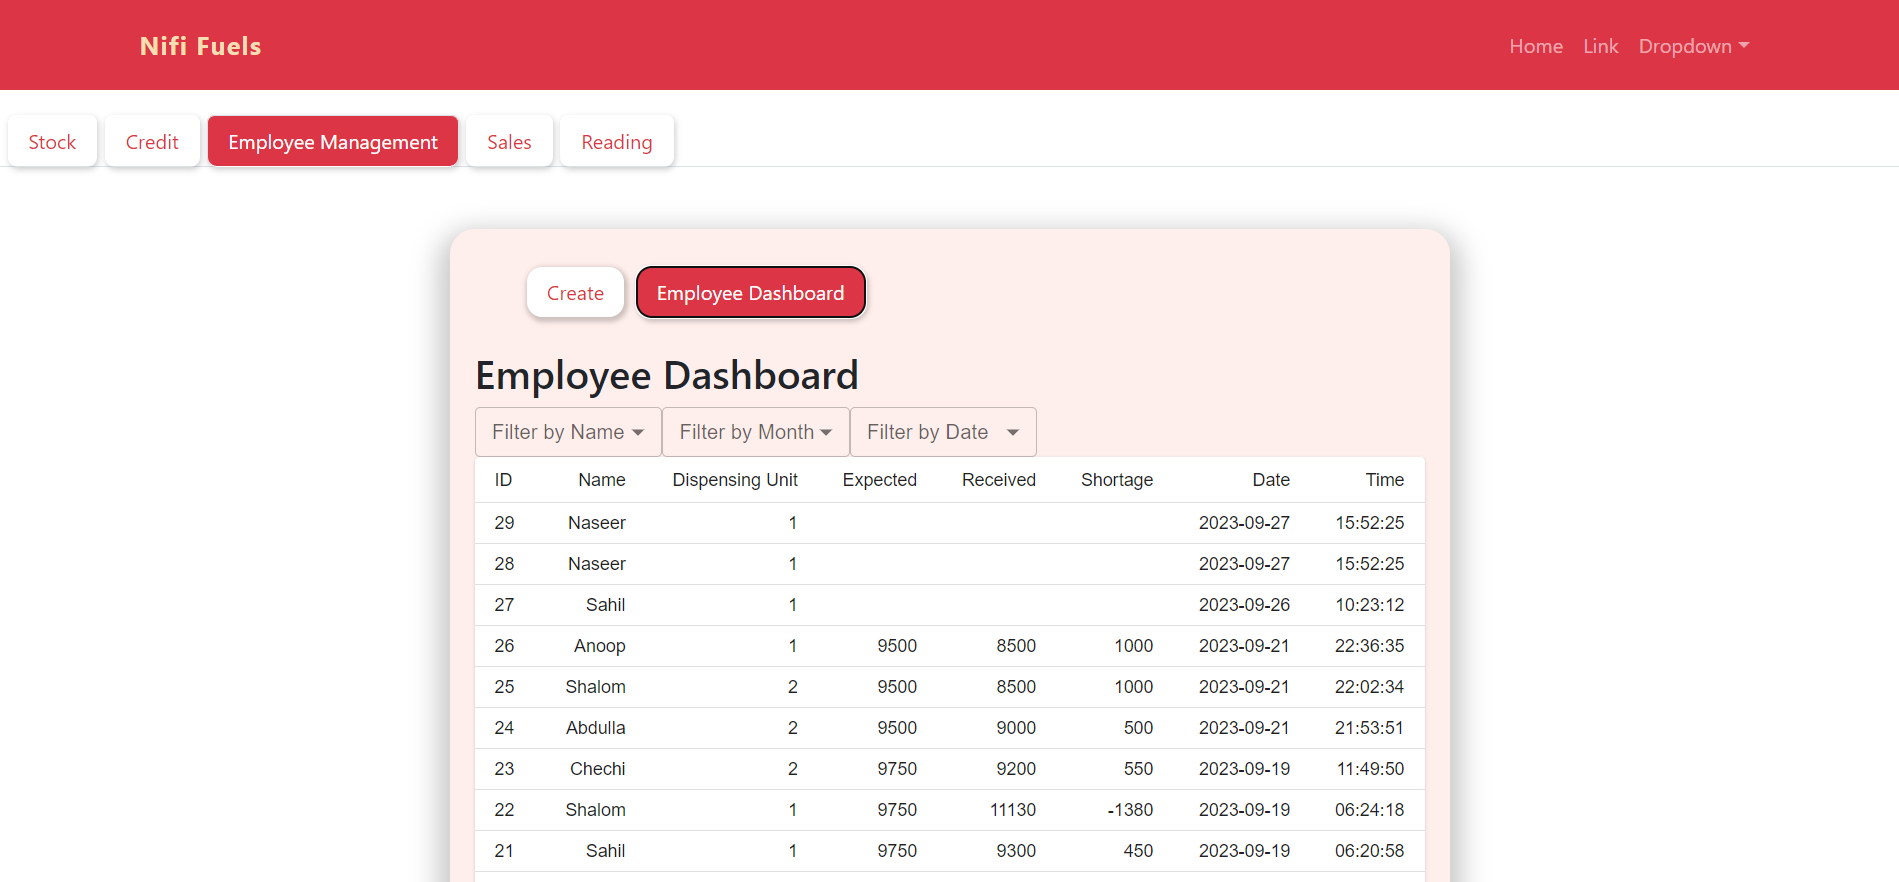 Nifi Fuels Home Link Dropdown
Stock Credit Employee Management Sales Reading
Create Employee Dashboard
Employee Dashboard
Filter by Name Filter by Month Filter by Date
ID Name Dispensing Unit Expected Received Shortage Date Time
29 Naseer 1 2023-09-27 15:52:25
28 Naseer 1 2023-09-27 15:52:25
27 Sahil 1 2023-09-26 10:23:12
26 Anoop 1 9500 8500 1000 2023-09-21 22:36:35
25 Shalom 2 9500 8500 1000 2023-09-21 22:02:34
24 Abdulla 2 9500 9000 500 2023-09-21 21:53:51
23 Chechi 2 9750 9200 550 2023-09-19 11:49:50
22 Shalom 1 9750 11130 -1380 2023-09-19 06:24:18
21 Sahil 1 9750 9300 450 2023-09-19 06:20:58